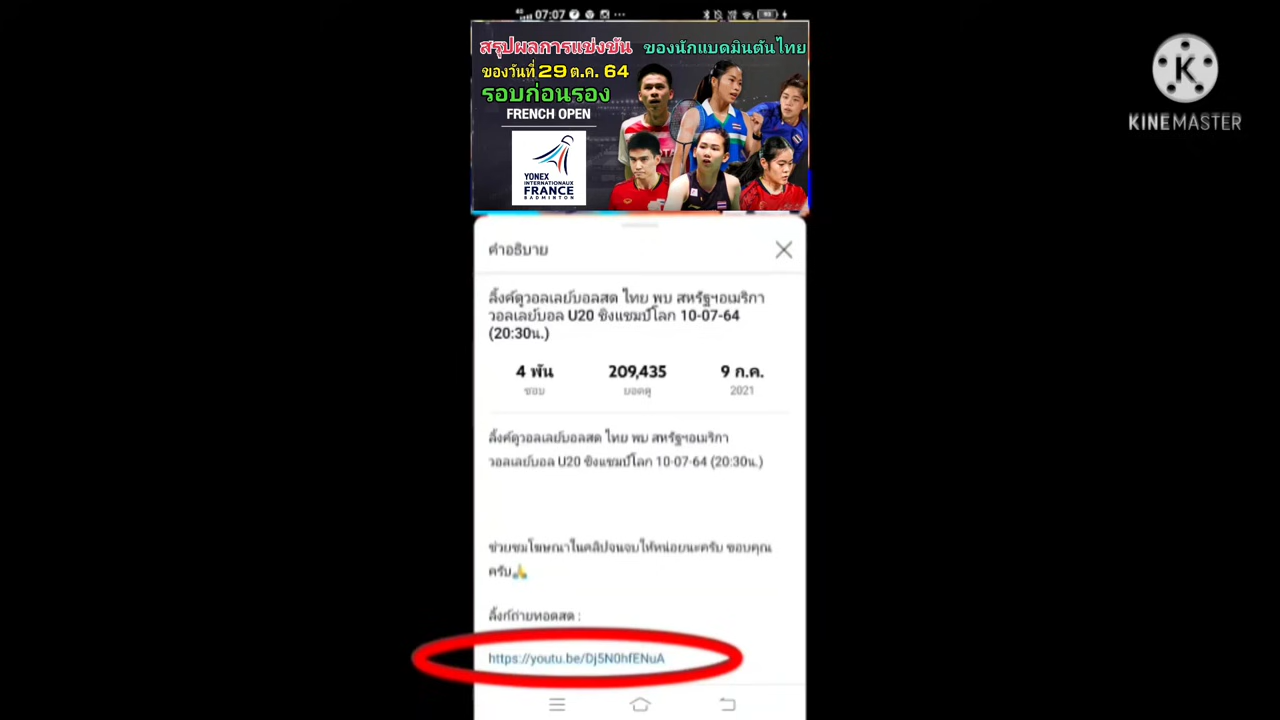 07:07
สรุปผลการแข่งขัน ของนักแบดมินตันไทย
ของวันที่ 29 ต.ค. 64
รอบก่อนรอง
FRENCH OPEN
YONEX
INTERNATIONAUX
FRANCE
BADMINTON
K
KINEMASTER
คำอธิบาย
ลิ้งค์ดูวอลเลย์บอลสด ไทย พบ สหรัฐฯอเมริกา
วอลเลย์บอล U20 ชิงแชมป์โลก 10-07-64
(20:30น.)
4 พัน 209,435 9 ก.ค.
ชอบ ยอดดู 2021
ลิ้งค์ดูวอลเลย์บอลสด ไทย พบ สหรัฐฯอเมริกา
วอลเลย์บอล U20 ชิงแชมป์โลก 10-07-64 (20:30น.)
ช่วยชมโฆษณาในคลิปจนจบให้หน่อยนะครับ ขอบคุณ
ครับ🙏
ลิ้งก์ถ่ายทอดสด :
https://youtu.be/Dj5N0hfENuA